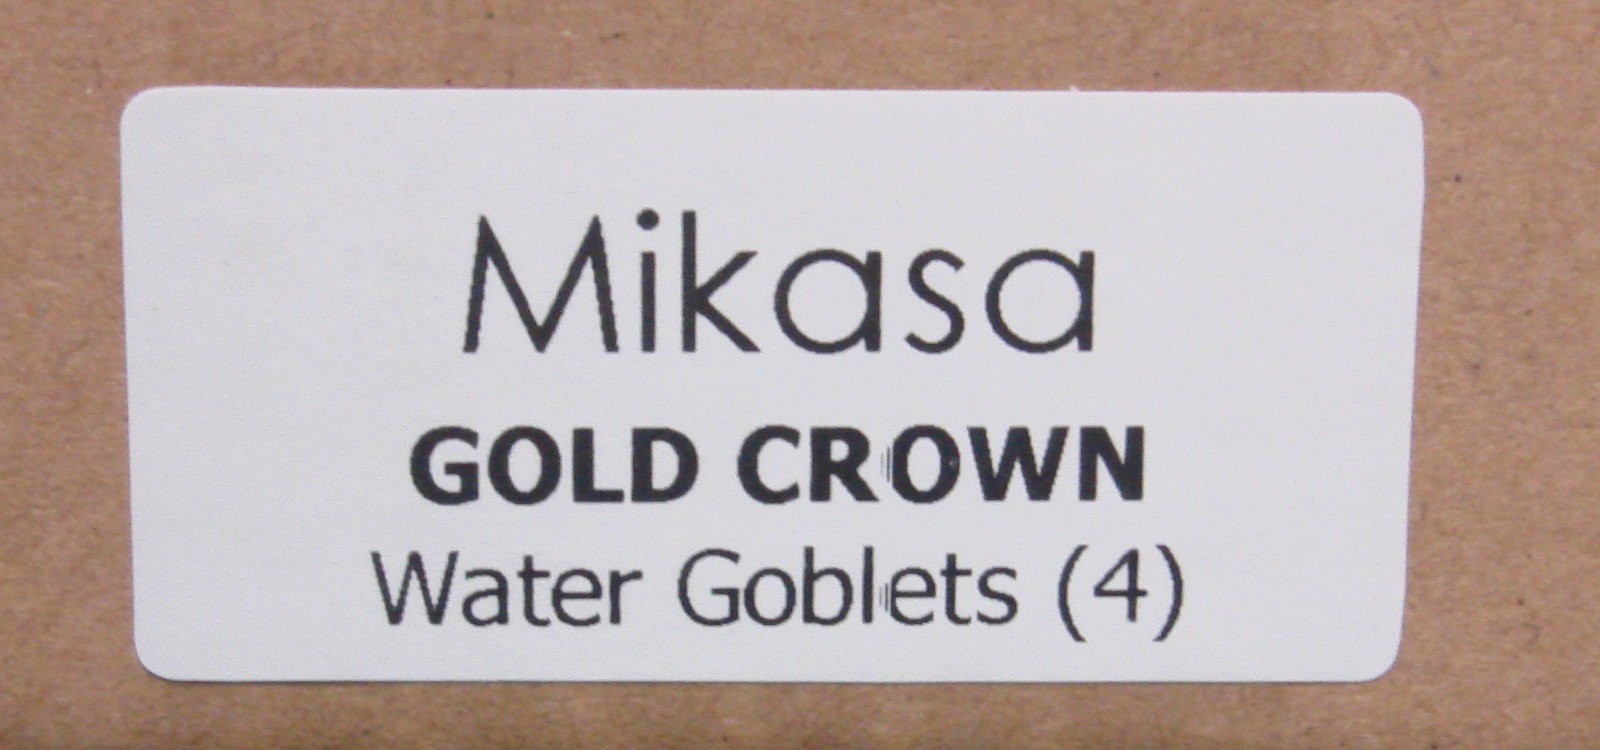 Mikasa
GOLD CROWN
Water Goblets (4)